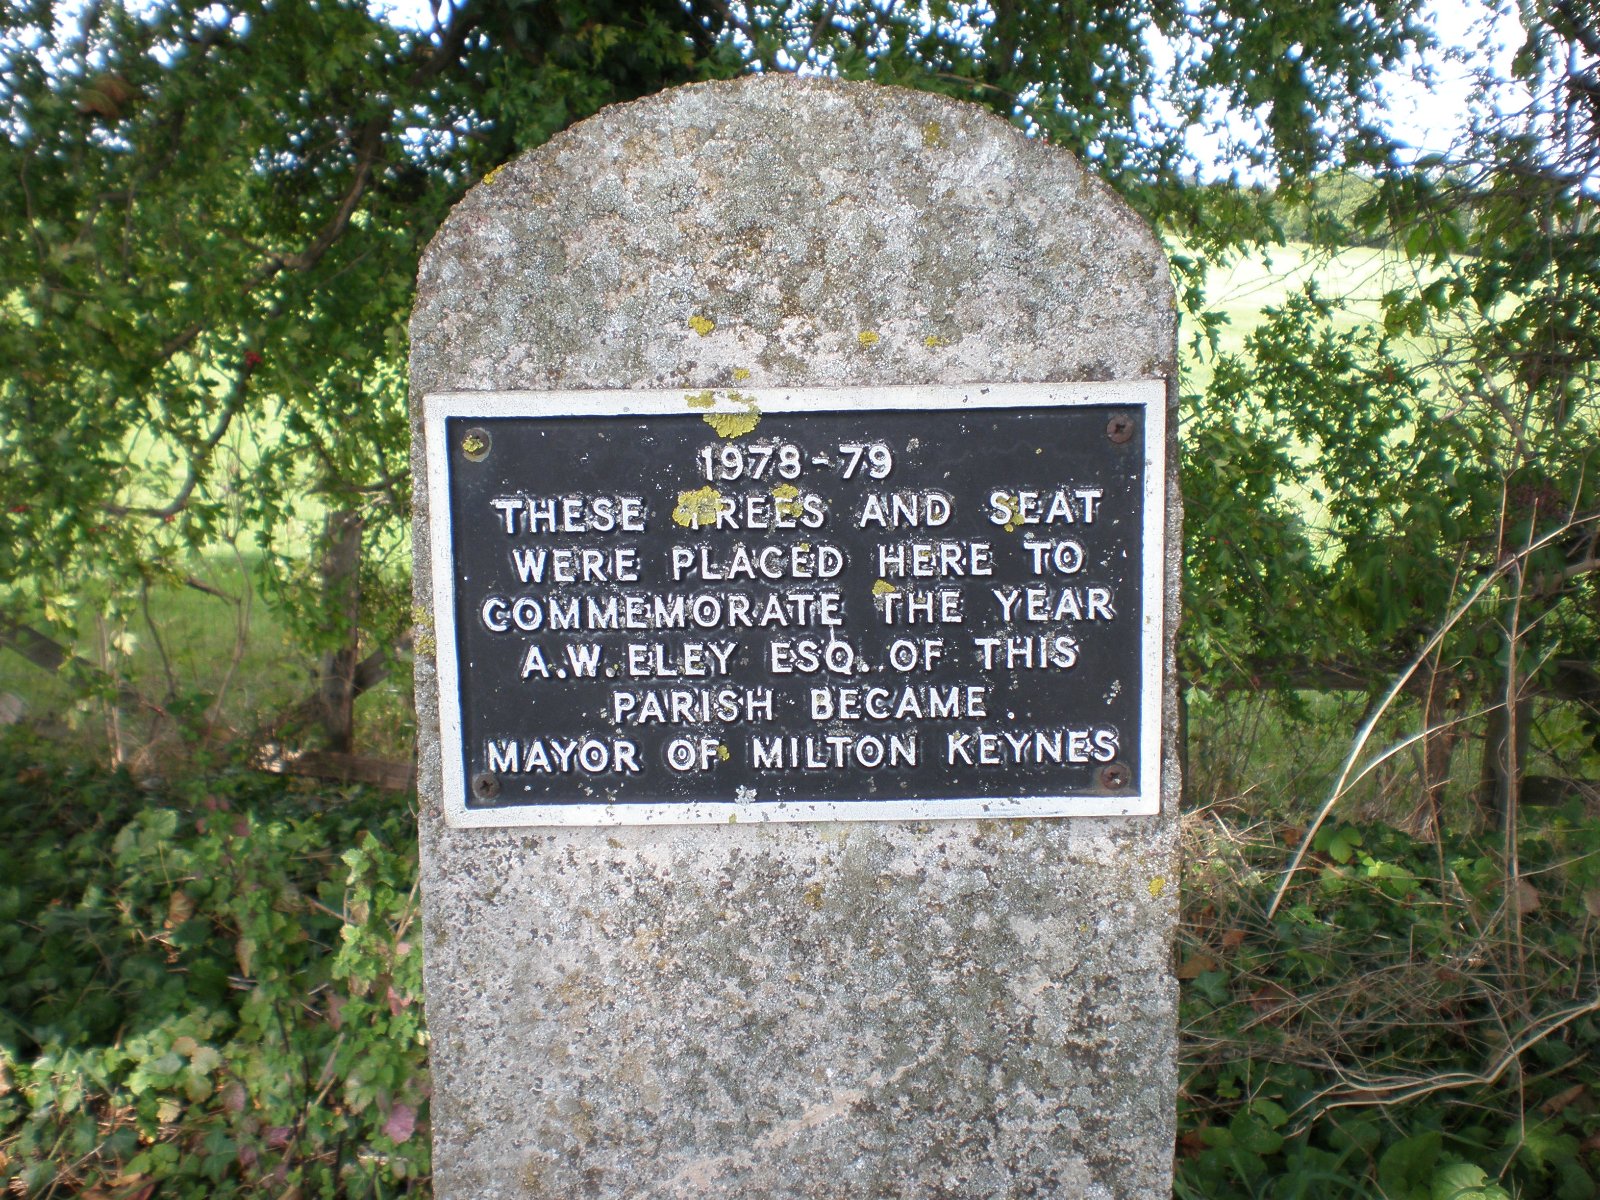 1978-79
THESE TREES AND SEAT
WERE PLACED HERE TO
COMMEMORATE THE YEAR
A.W. ELEY ESQ. OF THIS
PARISH BECAME
MAYOR OF MILTON KEYNES